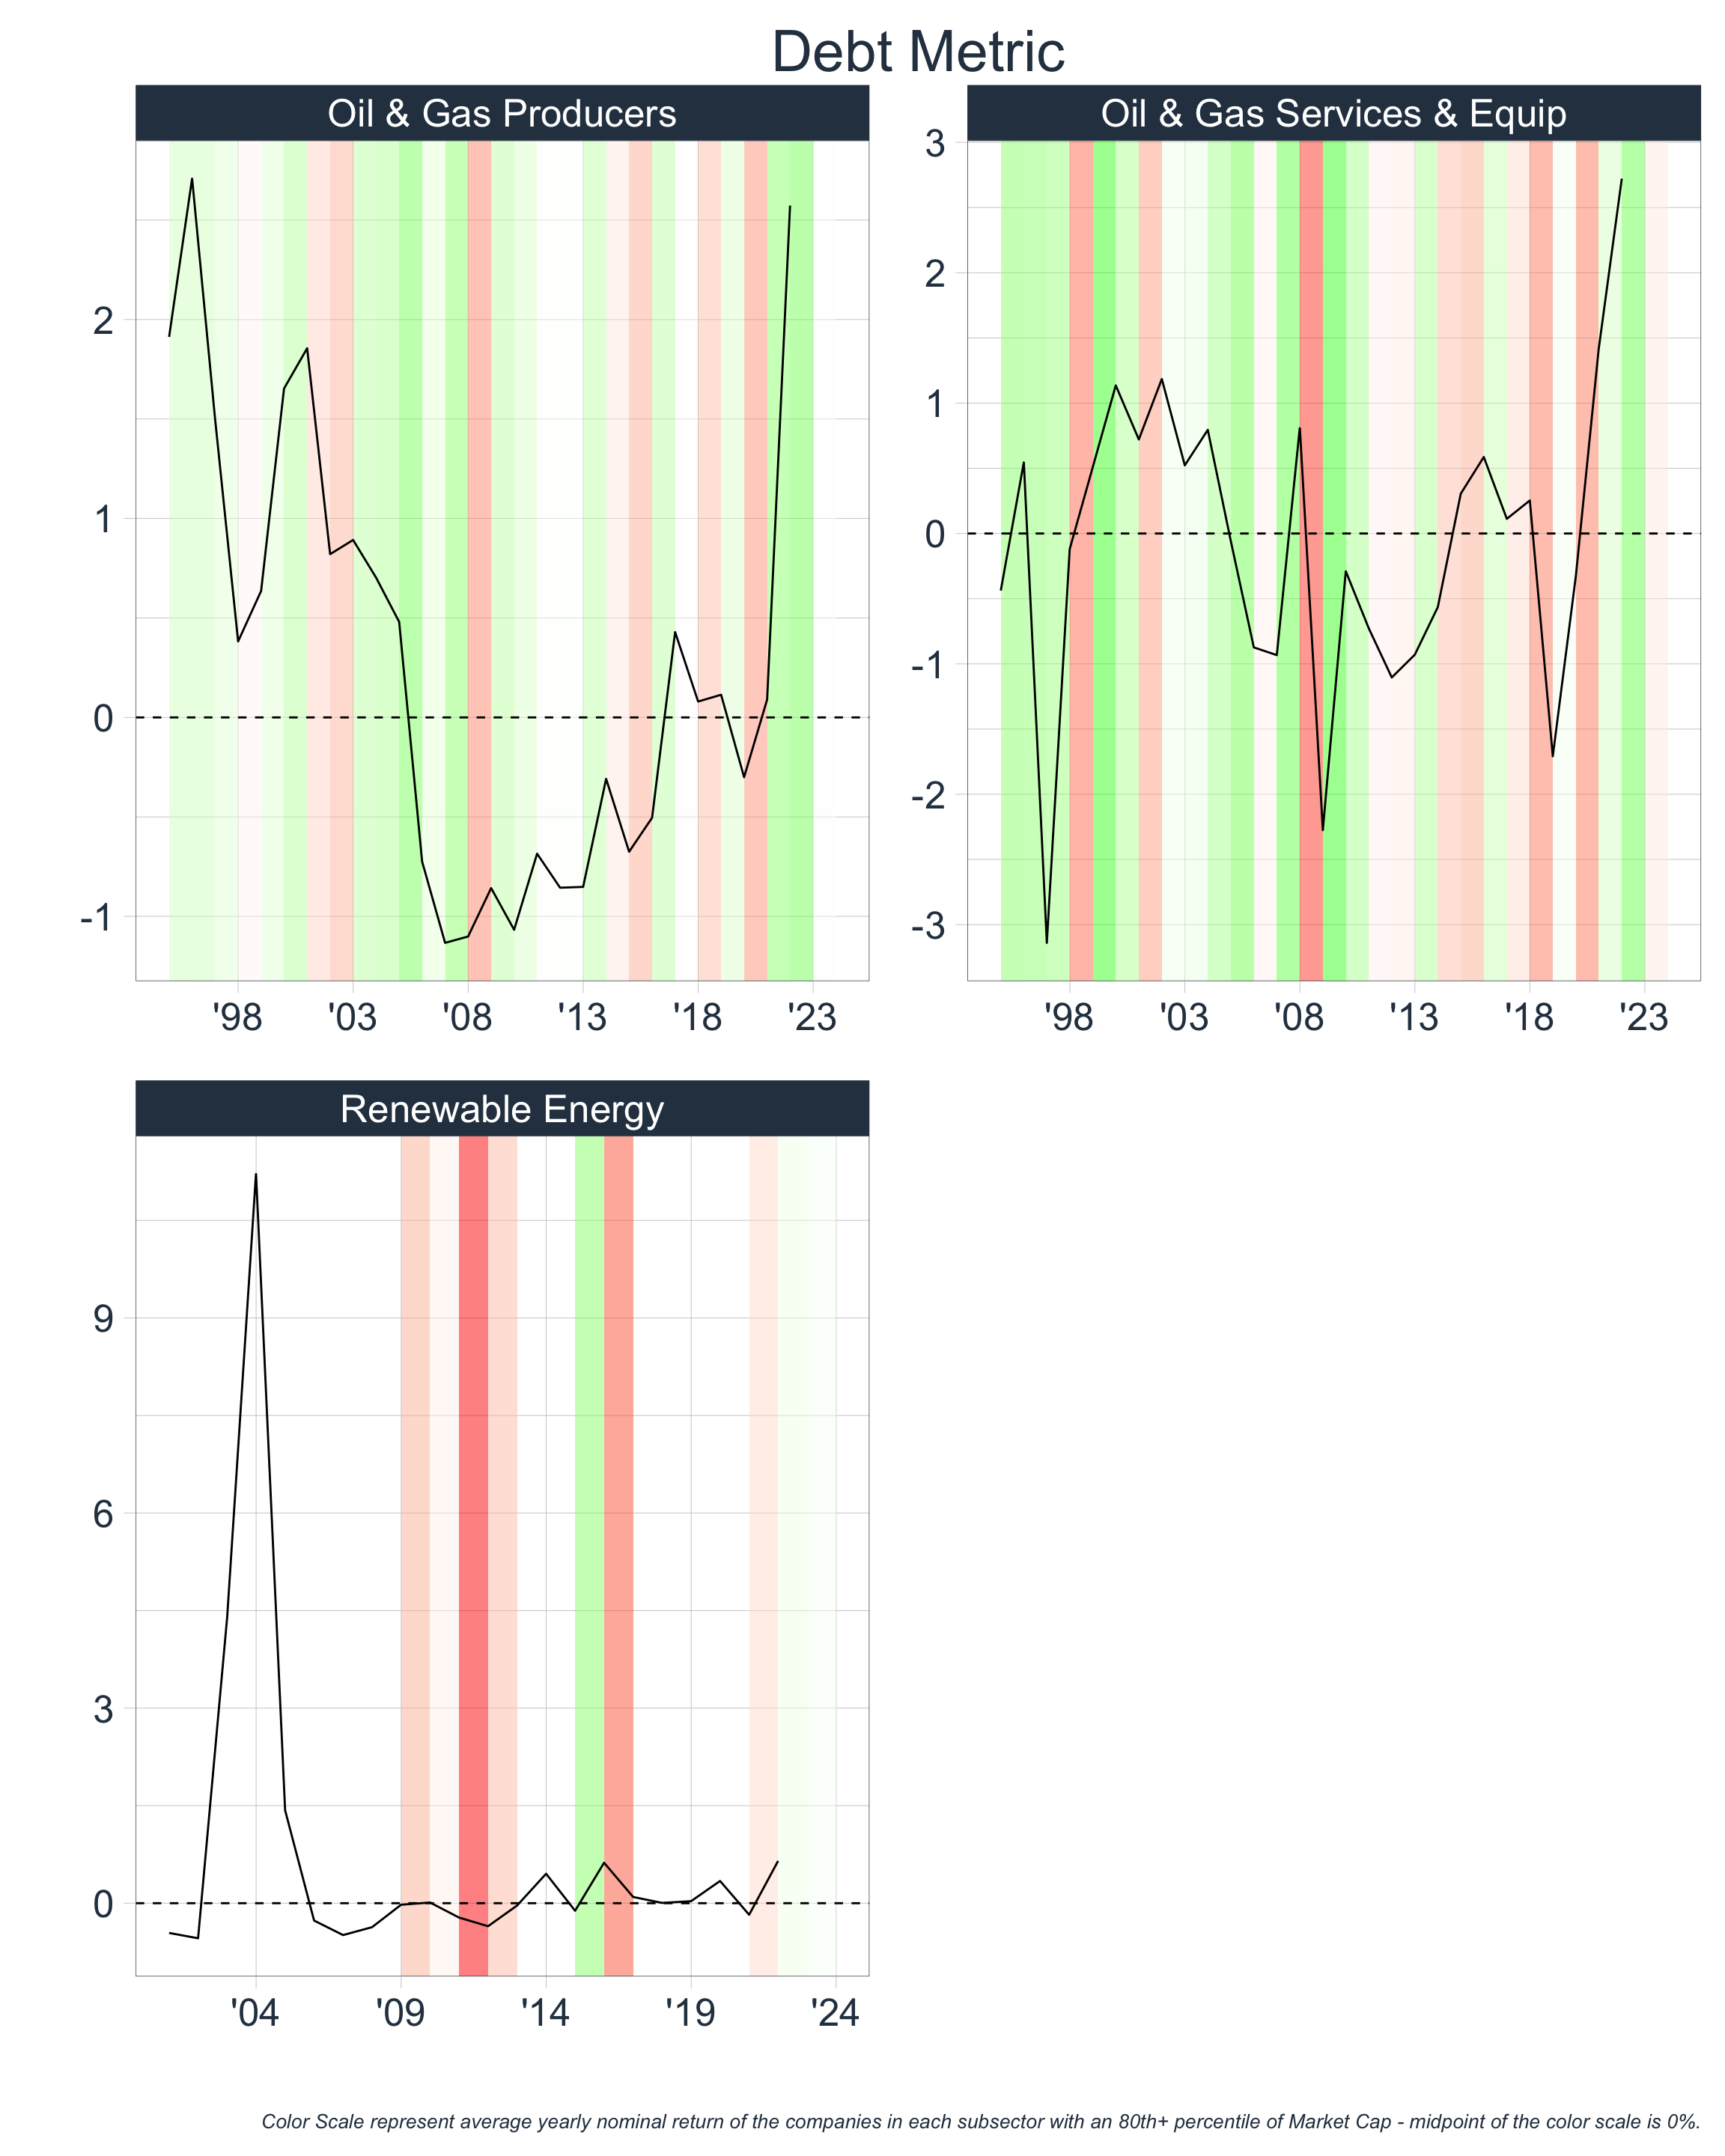 Debt Metric
Oil & Gas Producers
Oil & Gas Services & Equip
2
1
0
-1
'98 '03 '08 '13 '18 '23
3
2
1
0
-1
-2
-3
'98 '03 '08 '13 '18 '23
Renewable Energy
9
6
3
0
'04 '09 '14 '19 '24
Color Scale represent average yearly nominal return of the companies in each subsector with an 80th+ percentile of Market Cap - midpoint of the color scale is 0%.